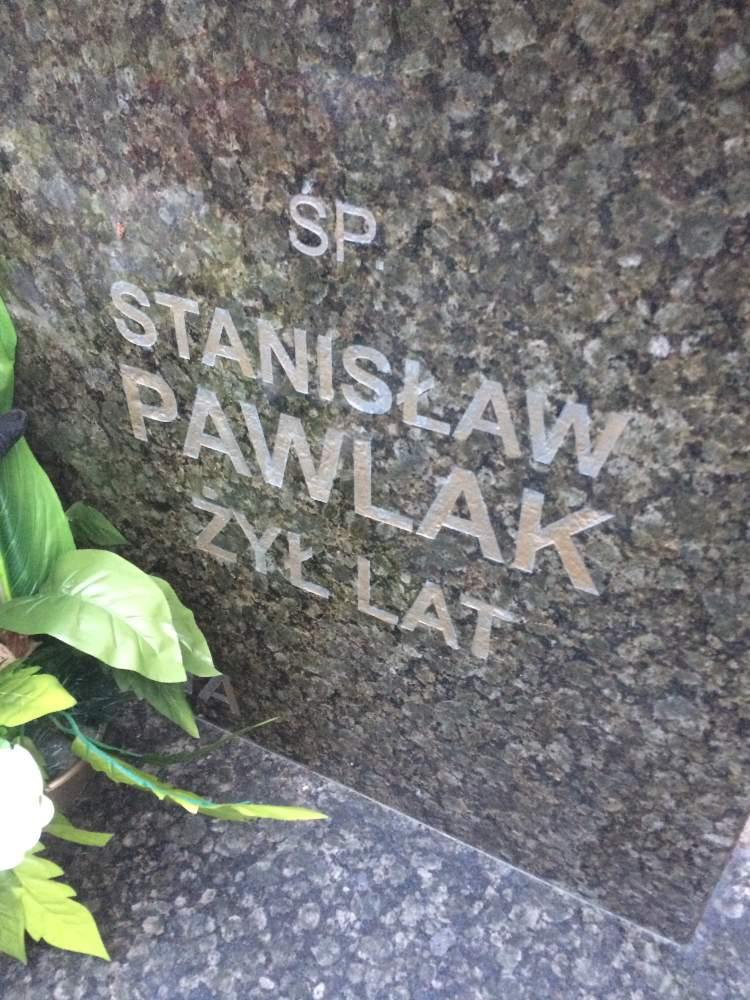 ŚP.
STANISŁAW
PAWLAK
ŻYŁ LAT